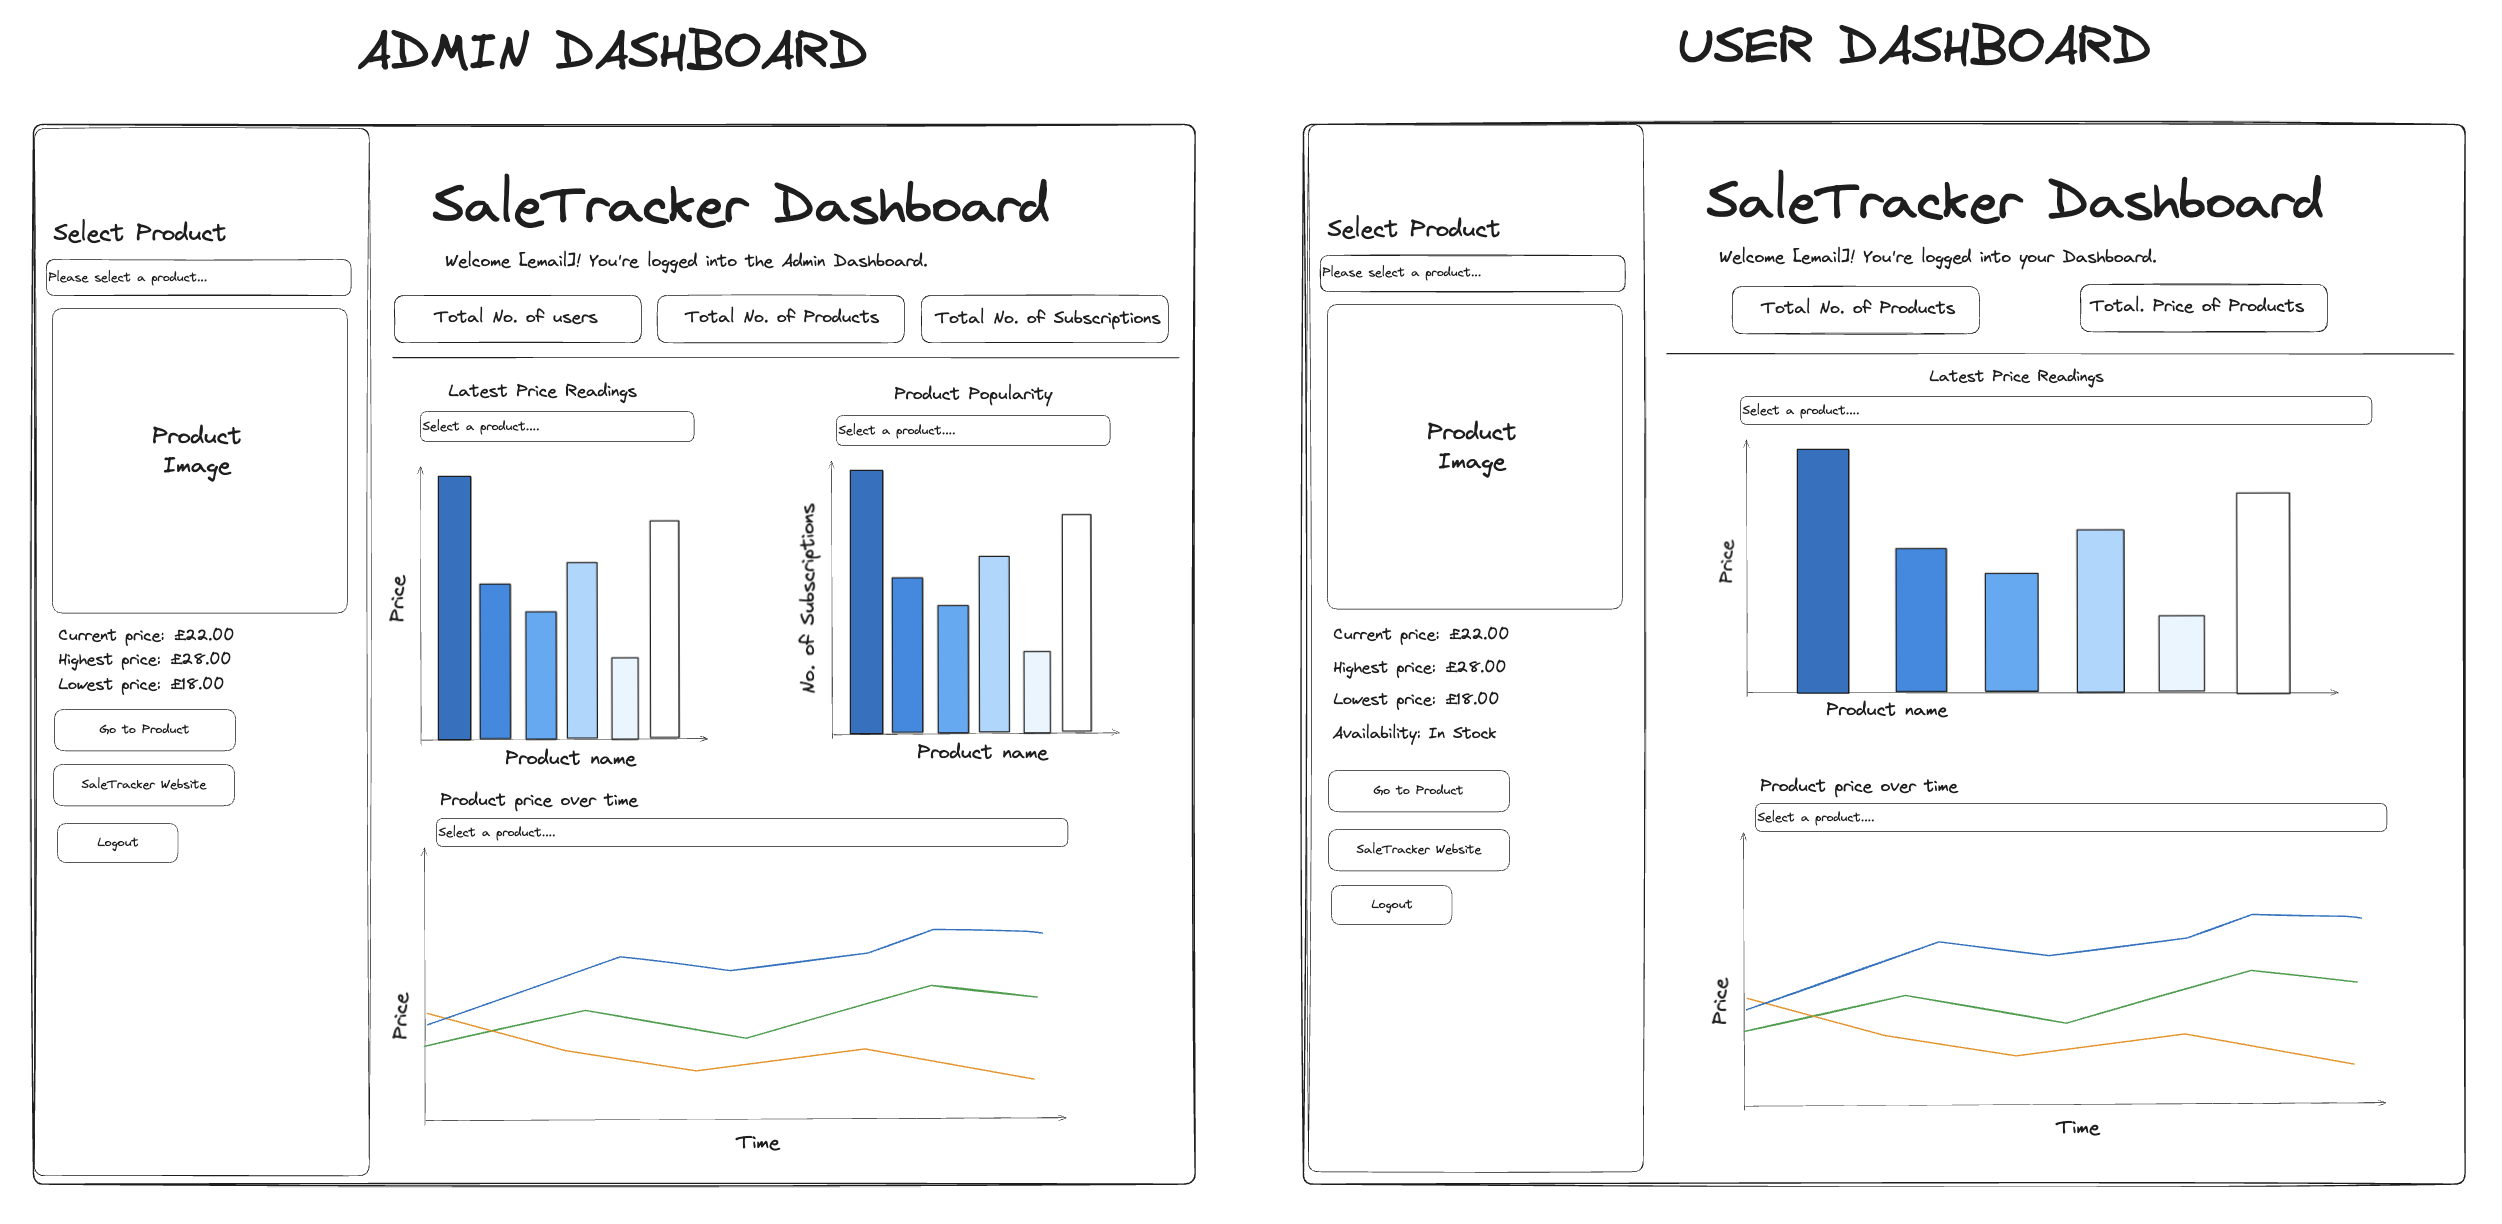 ADMIN DASHBOARD
Select Product
Please select a product...
Product
Image
Current price: £22.00
Highest price: £28.00
Lowest price: £18.00
Go to Product
SaleTracker Website
Logout
SaleTracker Dashboard
Welcome [email]! You're logged into the Admin Dashboard.
Total No. of users
Total No. of Products
Total No. of Subscriptions
Latest Price Readings
Select a product....
Price
Product name
Product Popularity
Select a product....
No. of Subscriptions
Product name
Product price over time
Select a product....
Price
Time
USER DASHBOARD
Select Product
Please select a product...
Product
Image
Current price: £22.00
Highest price: £28.00
Lowest price: £18.00
Availability: In Stock
Go to Product
SaleTracker Website
Logout
SaleTracker Dashboard
Welcome [email]! You're logged into your Dashboard.
Total No. of Products
Total. Price of Products
Latest Price Readings
Select a product....
Price
Product name
Product price over time
Select a product....
Price
Time